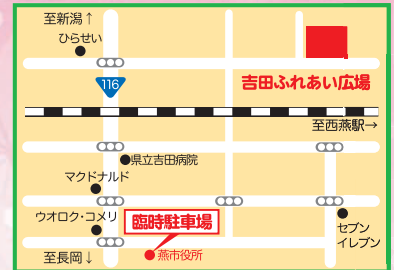 至新潟↑
ひらせい
116
吉田ふれあい広場
至西燕駅→
県立吉田病院
マクドナルド
ウオロク・コメリ
臨時駐車場
セブン
イレブン
燕市役所
至長岡↓